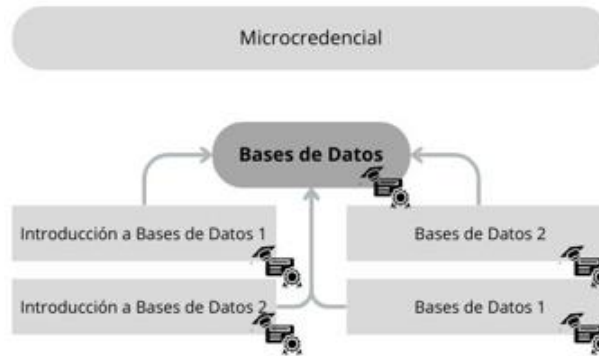 Microcredencial
Bases de Datos
Introducción a Bases de Datos 1
Bases de Datos 2
Introducción a Bases de Datos 2
Bases de Datos 1